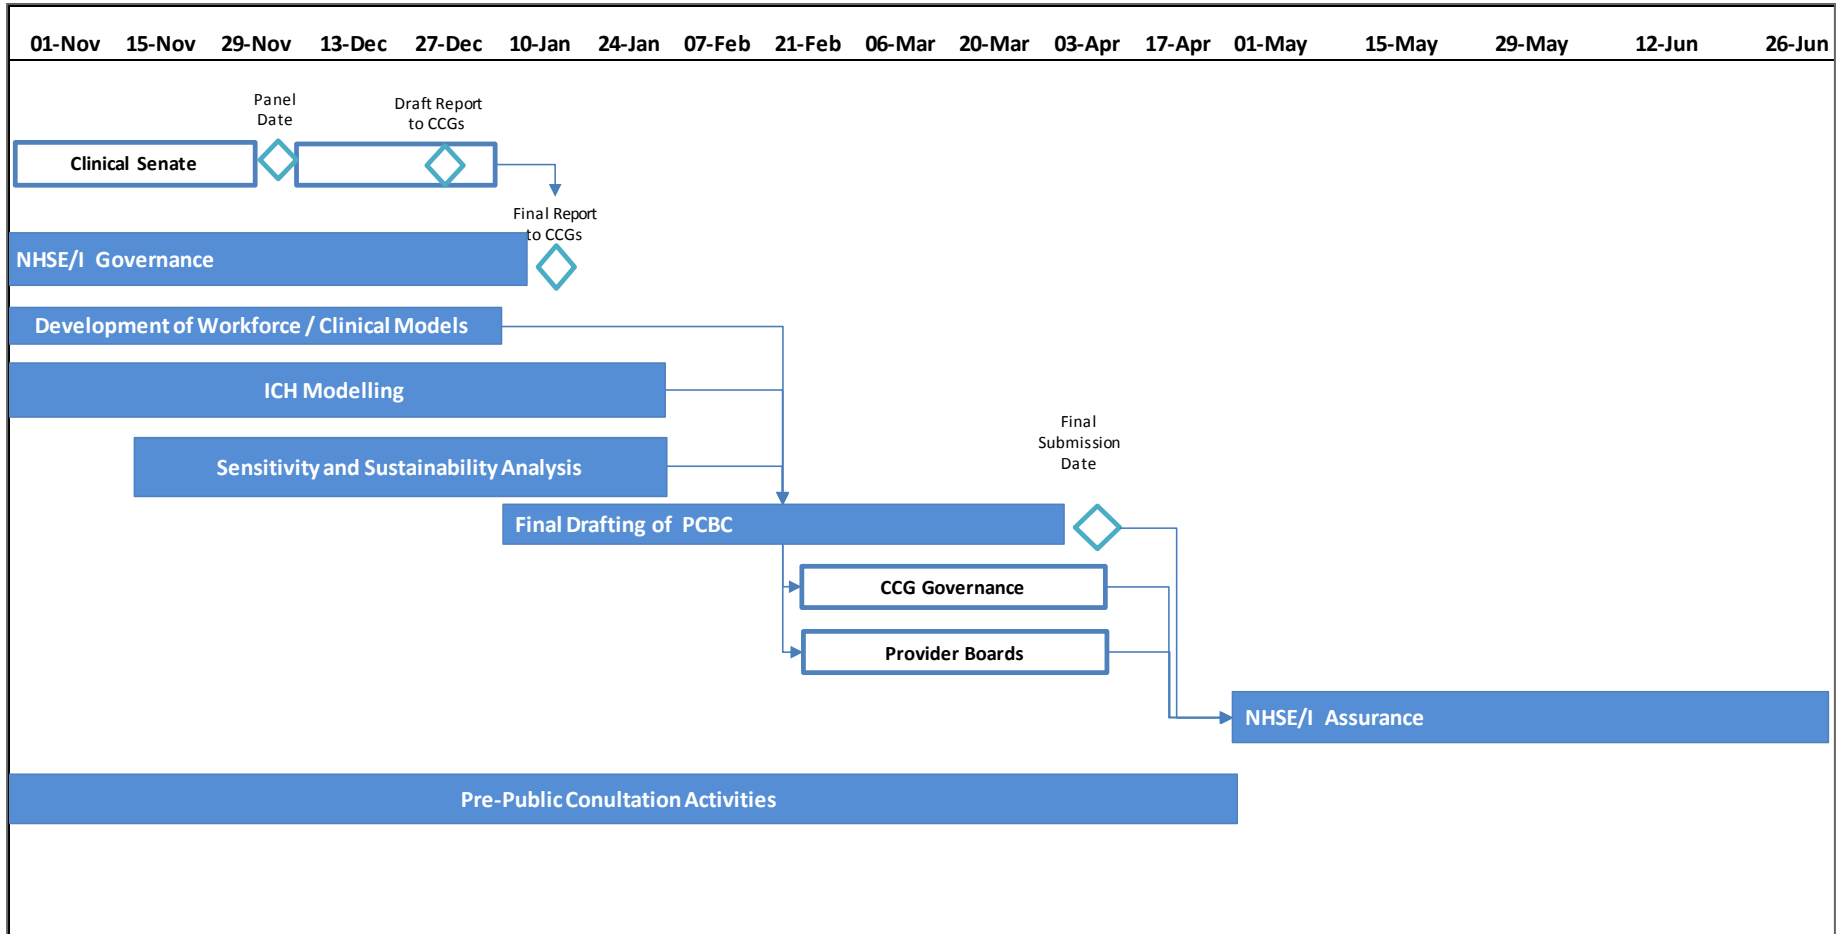 01-Nov 15-Nov 29-Nov 13-Dec 27-Dec 10-Jan 24-Jan 07-Feb 21-Feb 06-Mar 20-Mar 03-Apr 17-Apr 01-May 15-May 29-May 12-Jun 26-Jun
Panel
Date
Draft Report
to CCGs
Clinical Senate
Final Report
to CCGs
NHSE/I Governance
Development of Workforce / Clinical Models
ICH Modelling
Final
Submission
Date
Sensitivity and Sustainability Analysis
Final Drafting of PCBC
CCG Governance
Provider Boards
NHSE/I Assurance
Pre-Public Conultation Activities